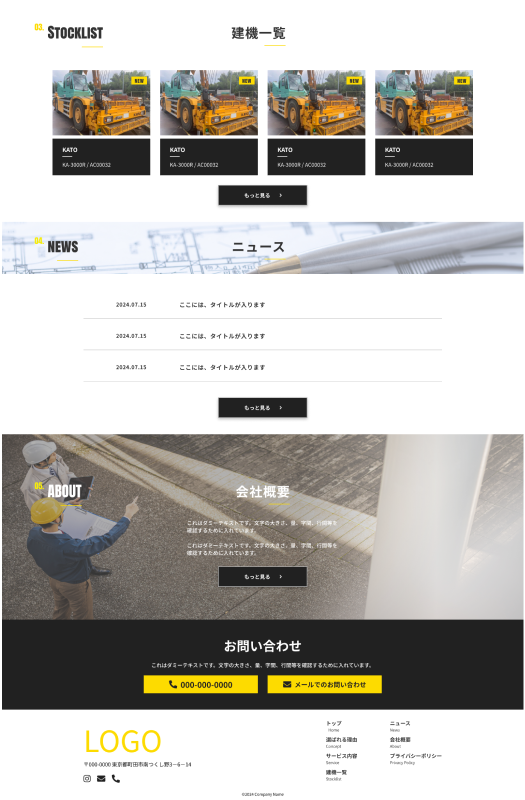 03. STOCKLIST
建機一覧
NEW NEW NEW NEW
KATO KATO KATO KATO
KA-3000R / AC00032 KA-3000R / AC00032 KA-3000R / AC00032 KA-3000R / AC00032
もっと見る
04. NEWS
ニュース
2024.07.15 ここには、タイトルが入ります
2024.07.15 ここには、タイトルが入ります
2024.07.15 ここには、タイトルが入ります
もっと見る
05. ABOUT
会社概要
これはダミーテキストです。文字の大きさ、量、字間、行間等を
確認するために入れています。
これはダミーテキストです。文字の大きさ、量、字間、行間等を
確認するために入れています。
もっと見る
お問い合わせ
これはダミーテキストです。文字の大きさ、量、字間、行間等を確認するために入れています。
000-000-0000 メールでのお問い合わせ
LOGO
〒000-0000 東京都町田市南つくし野3－6－14
トップ
Home
選ばれる理由
Concept
サービス内容
Service
建機一覧
Stocklist
ニュース
News
会社概要
About
プライバシーポリシー
Privacy Policy
©2024 Company Name